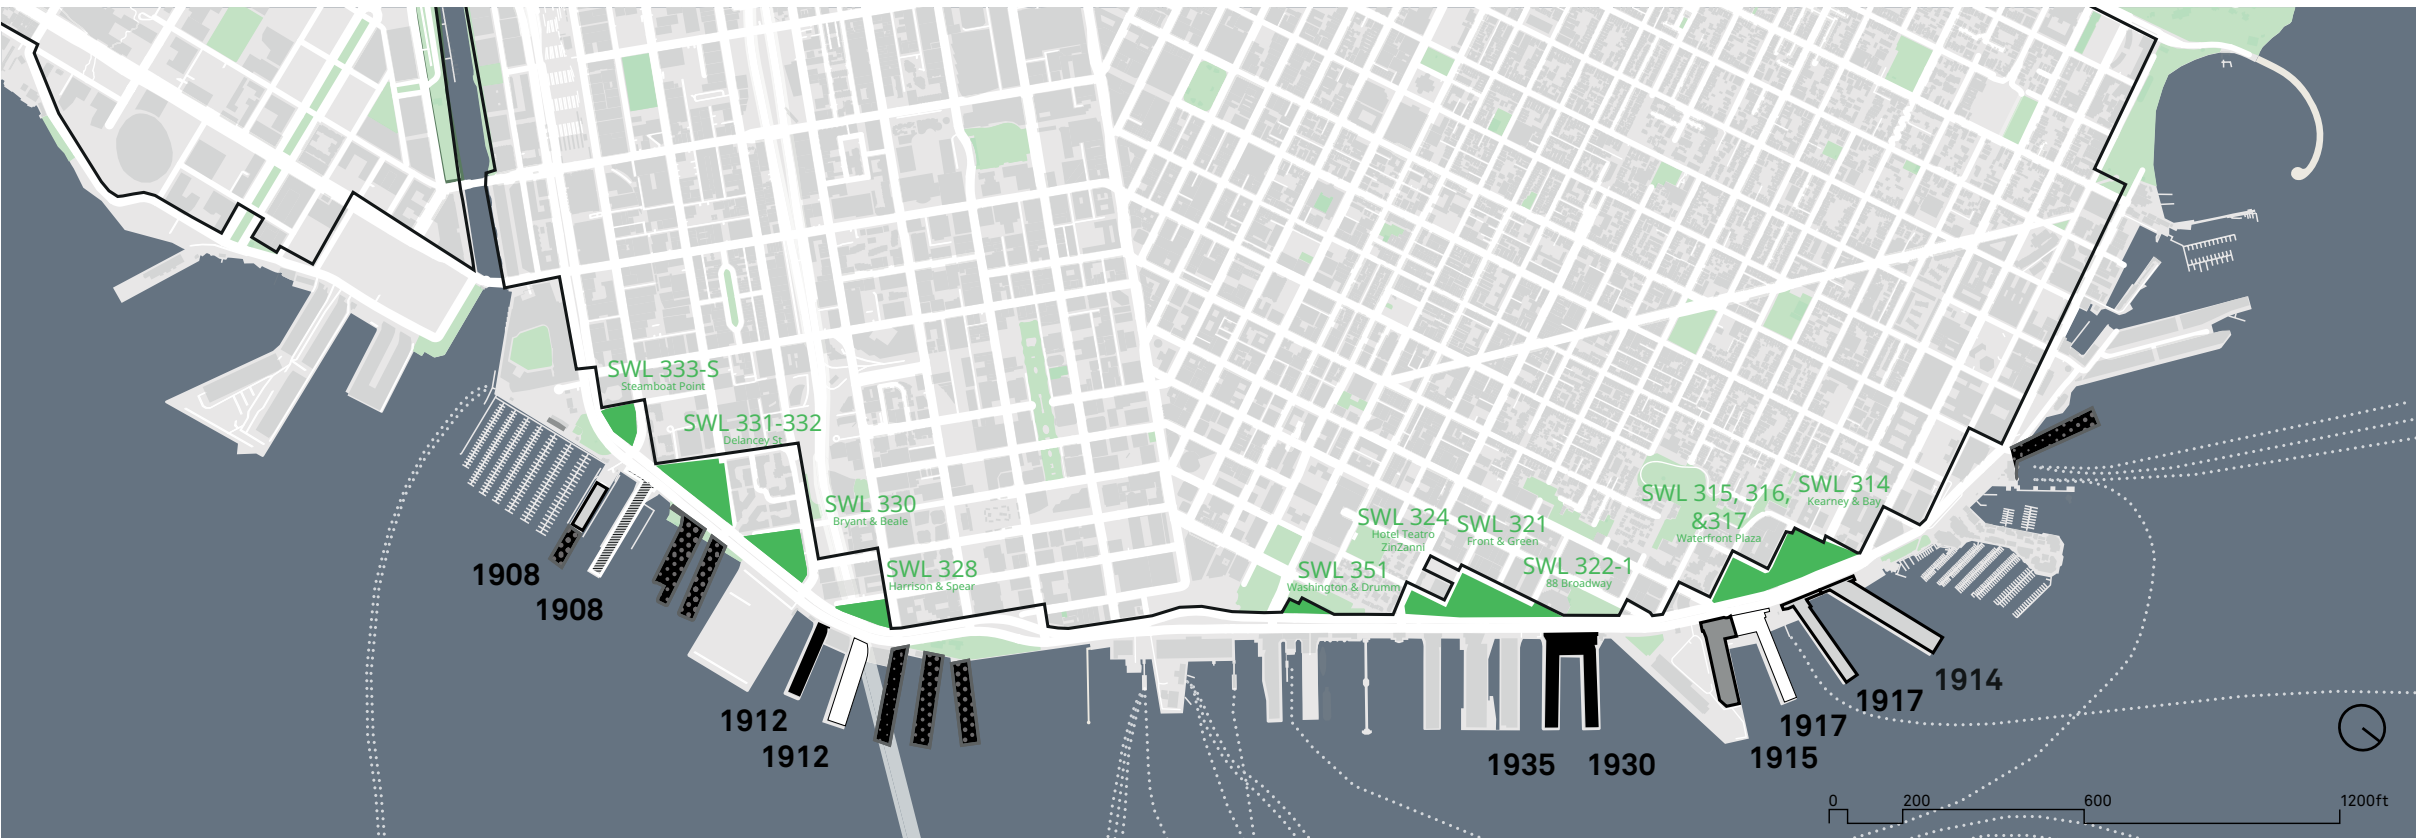 SWL 333-S
Steamboat Point
SWL 331-332
Delancey St
SWL 330
Bryant & Beale
SWL 328
Harrison & Spear
SWL 324
Hotel Teatro
ZinZanni
SWL 321
Front & Green
SWL 351
Washington & Drumm
SWL 322-1
88 Broadway
SWL 315, 316,
&317
Waterfront Plaza
SWL 314
Kearney & Bay
1908
1908
1912
1912
1935
1930
1915
1917
1917
1914
0
200
600
1200ft